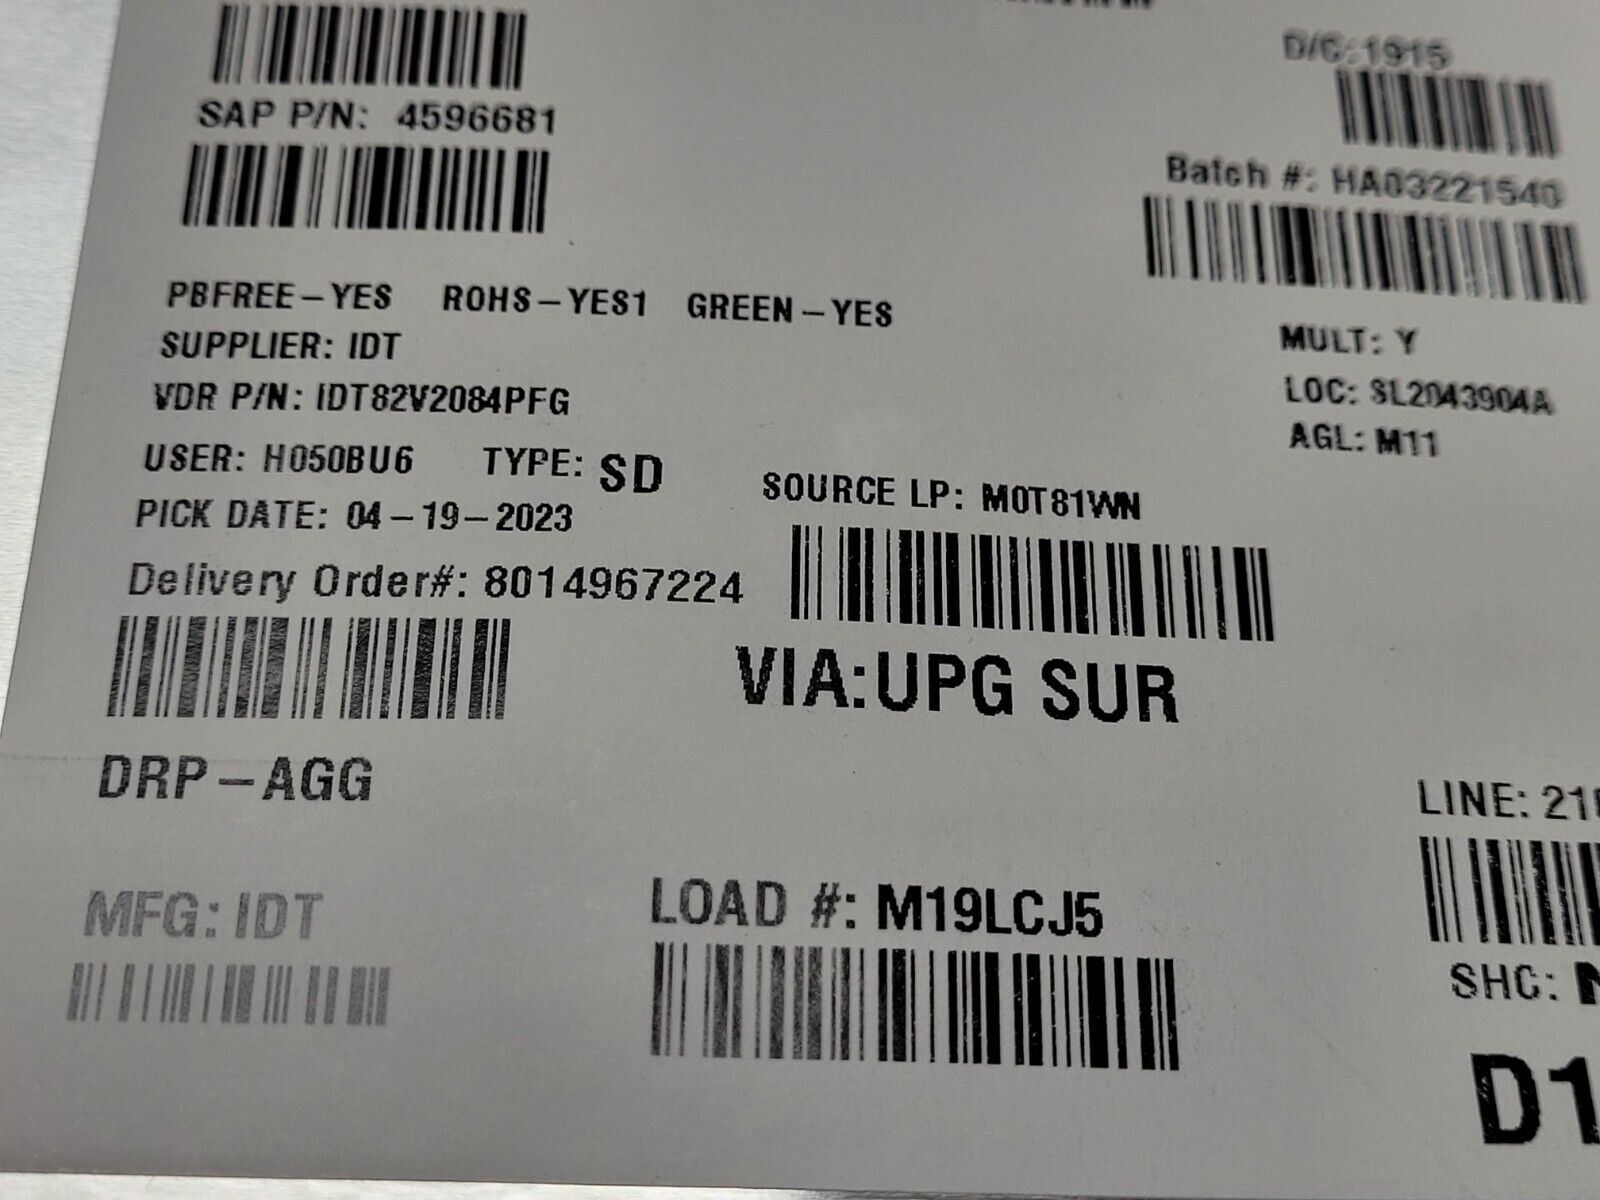 D/C: 1915
SAP P/N: 4596681
Batch #: HA03221540
PBFREE-YES ROHS-YES1 GREEN-YES
SUPPLIER: IDT
MULT: Y
VDR P/N: IDT82V2084PFG
LOC: SL2043904A
AGL: M11
USER: H050BU6 TYPE: SD
SOURCE LP: M0T81WN
PICK DATE: 04-19-2023
Delivery Order#: 8014967224
VIA:UPG SUR
DRP-AGG
LINE: 210
MFG: IDT
LOAD #: M19LCJ5
SHC:
D1